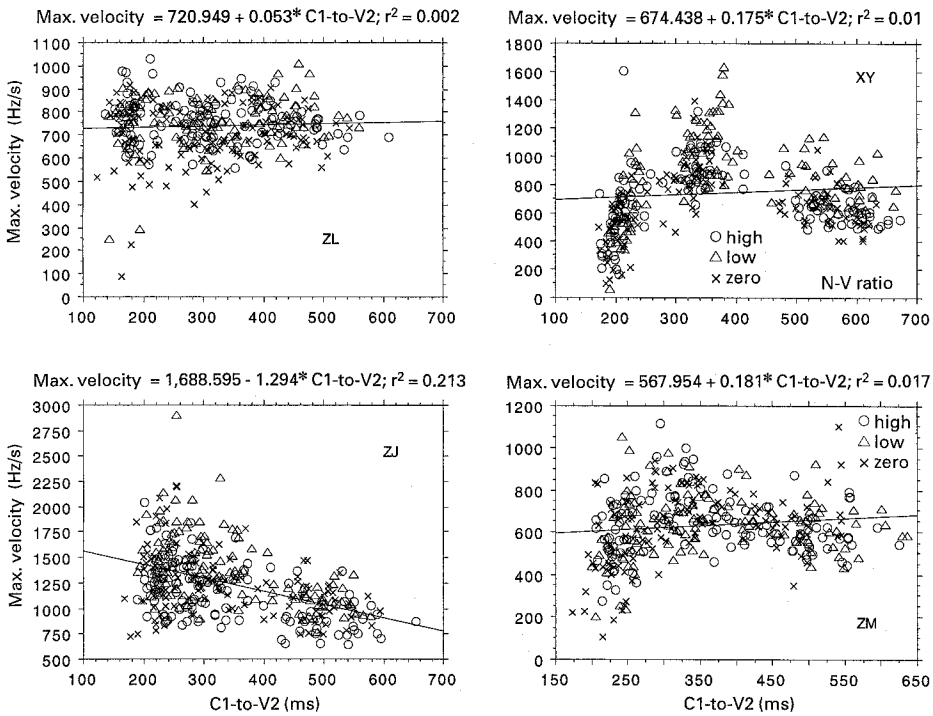 Max. velocity = 720.949 + 0.053* C1-to-V2; r² = 0.002
Max. velocity (Hz/s)
1100
1000
900
800
700
600
500
400
300
200
100
0
ZL
100 200 300 400 500 600 700
Max. velocity = 674.438 + 0.175* C1-to-V2; r² = 0.01
1800
1600
1400
1200
1000
800
600
400
200
0
XY
high
low
zero
N-V ratio
100 200 300 400 500 600 700
Max. velocity = 1,688.595 - 1.294* C1-to-V2; r² = 0.213
Max. velocity (Hz/s)
3000
2750
2500
2250
2000
1750
1500
1250
1000
750
500
ZJ
100 200 300 400 500 600 700
C1-to-V2 (ms)
Max. velocity = 567.954 + 0.181* C1-to-V2; r² = 0.017
1200
1000
800
600
400
200
0
high
low
zero
ZM
150 250 350 450 550 650
C1-to-V2 (ms)